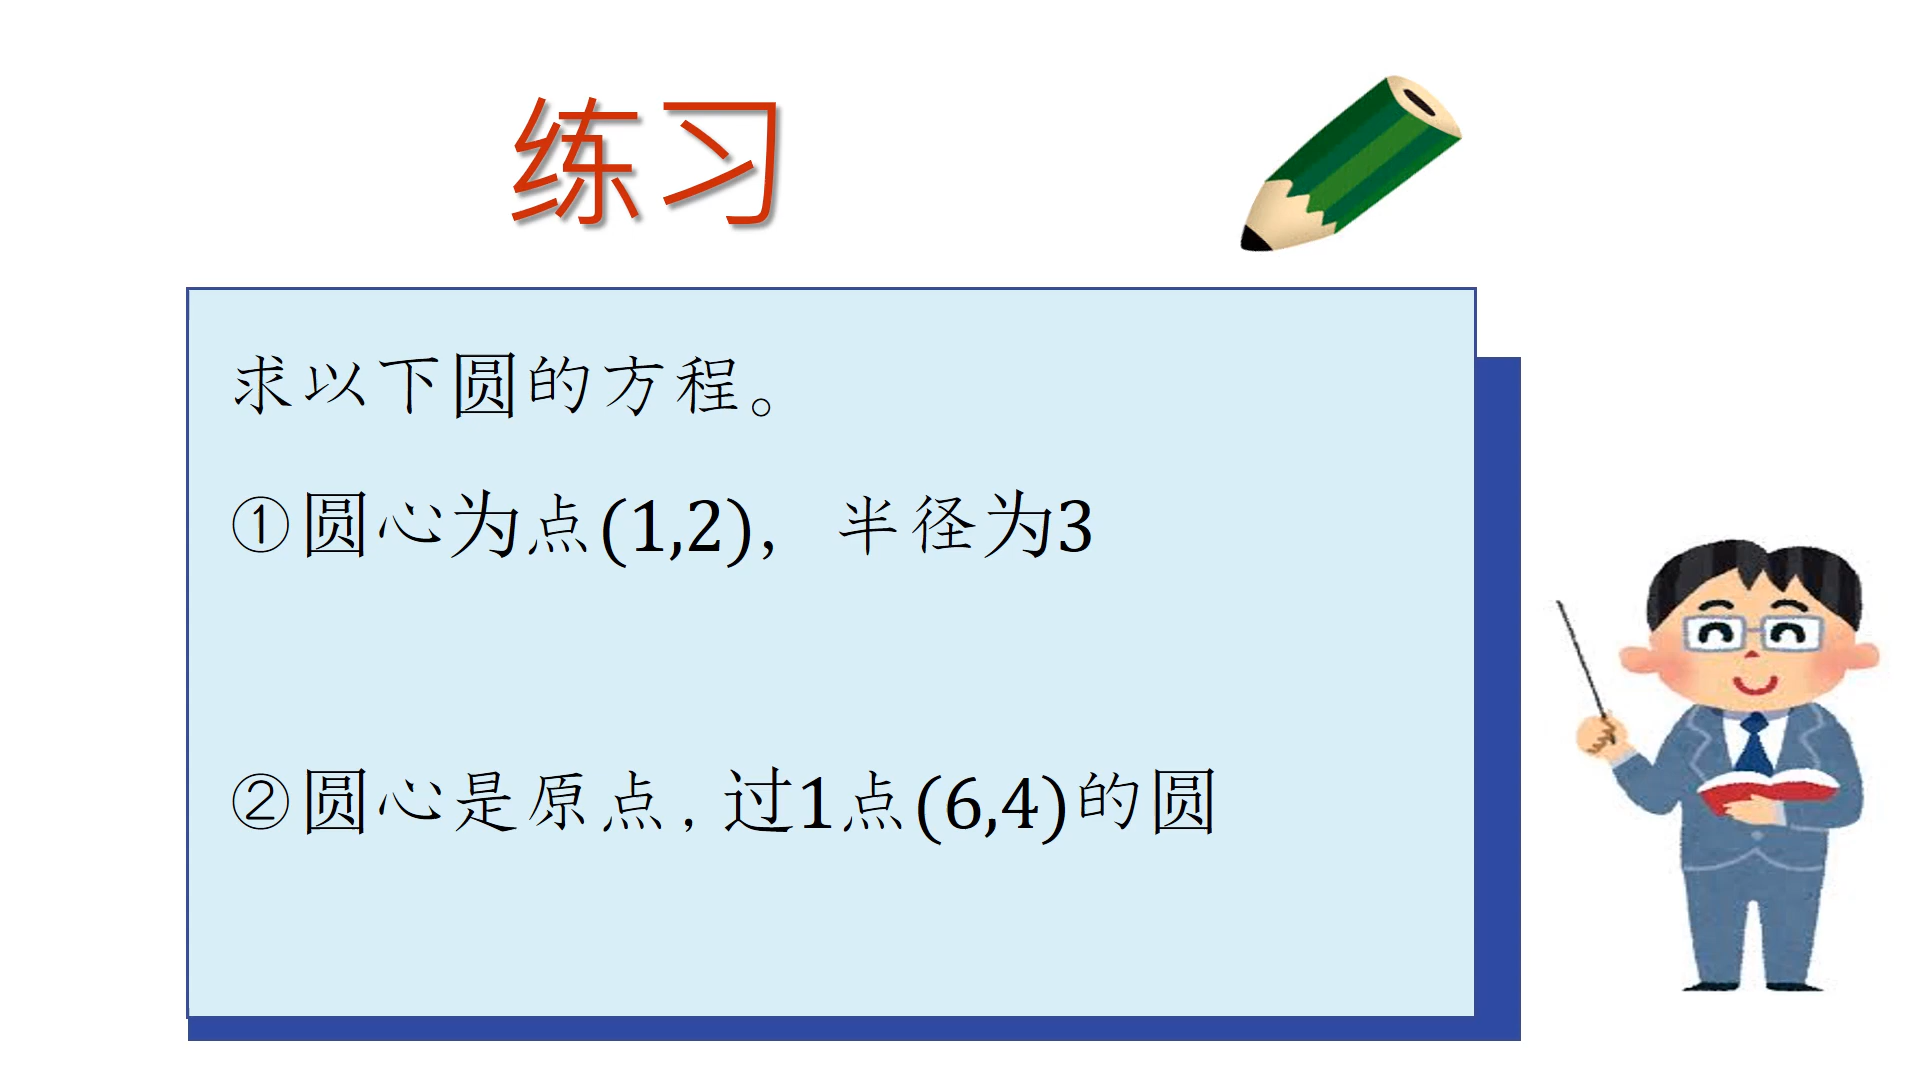 练习
求以下圆的方程。
①圆心为点(1,2)，半径为3
②圆心是原点，过1点(6,4)的圆